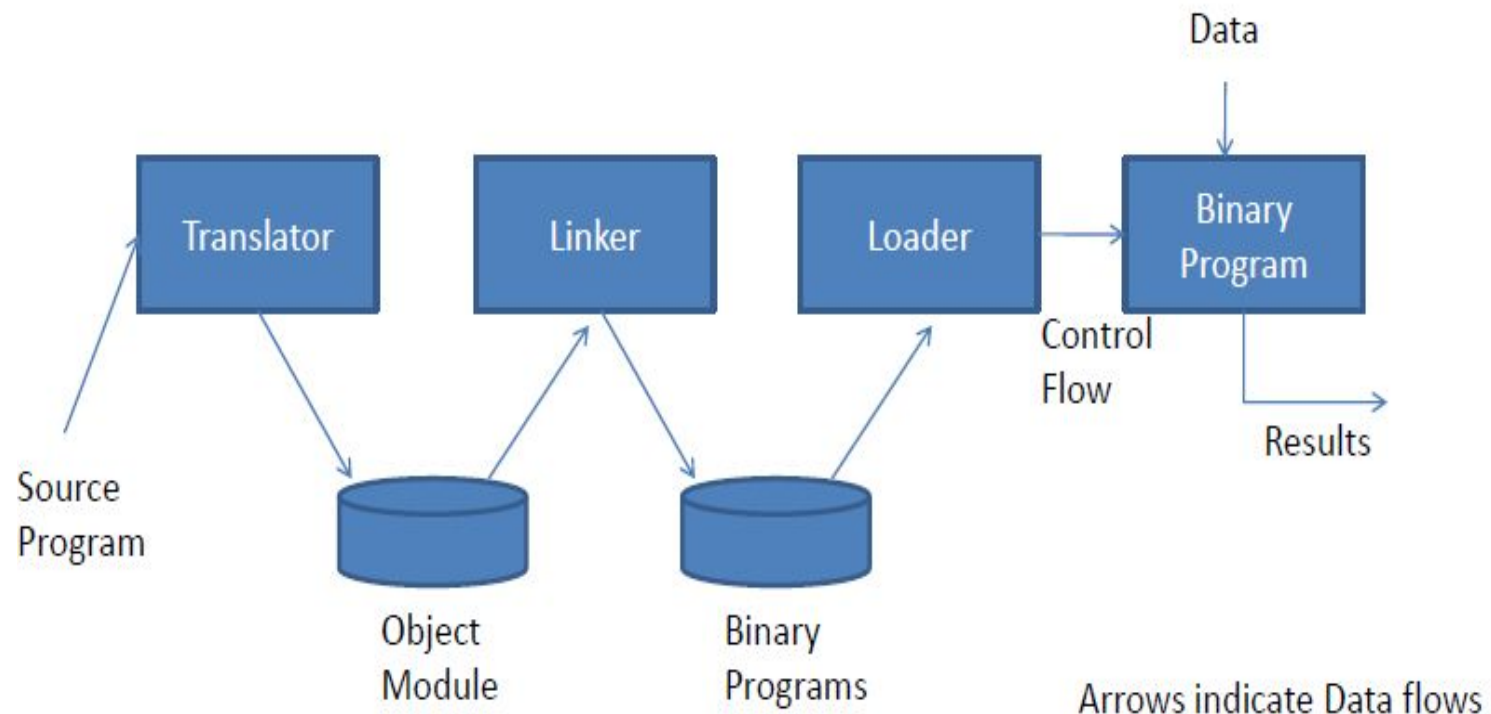 Data
Translator
Linker
Loader
Binary
Program
Control
Flow
Results
Source
Program
Object
Module
Binary
Programs
Arrows indicate Data flows